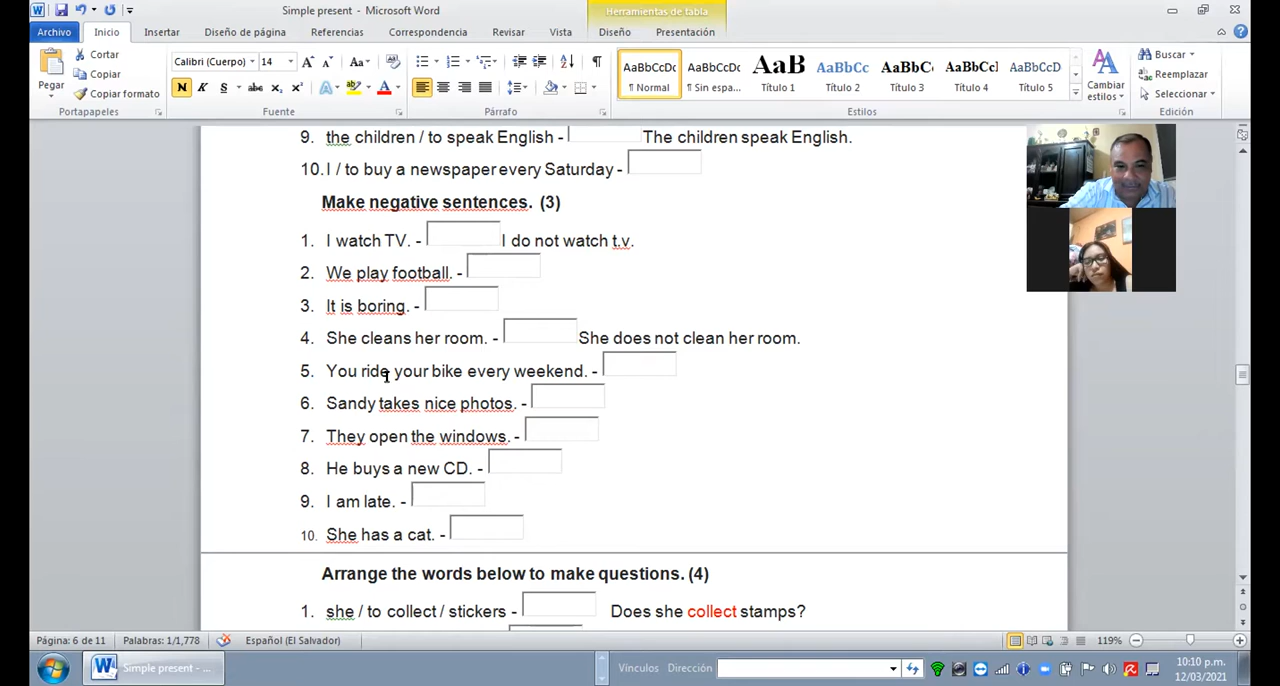 Simple present - Microsoft Word
Herramientas de tabla
Archivo Inicio Insertar Diseño de página Referencias Correspondencia Revisar Vista Diseño Presentación
Pegar
Cortar
Copiar
Copiar formato
Portapapeles
Calibri (Cuerpo) 14
Fuente
Párrafo
AaBbCcDc AaBbCcDc AaB AaBbCc AaBbC AaBbCcI AaBbCcD
¶ Normal ¶ Sin espa... Título 1 Título 2 Título 3 Título 4 Título 5
Cambiar estilos
Estilos
Buscar
Reemplazar
Seleccionar
Edición
9. the children / to speak English - The children speak English.
10. I / to buy a newspaper every Saturday -
Make negative sentences. (3)
1. I watch TV. - I do not watch t.v.
2. We play football. -
3. It is boring. -
4. She cleans her room. - She does not clean her room.
5. You ride your bike every weekend. -
6. Sandy takes nice photos. -
7. They open the windows. -
8. He buys a new CD. -
9. I am late. -
10. She has a cat. -
Arrange the words below to make questions. (4)
1. she / to collect / stickers - Does she collect stamps?
Página: 6 de 11 Palabras: 1/1,778 Español (El Salvador) 119%
Simple present - ...
Vínculos Dirección
10:10 p.m.
12/03/2021